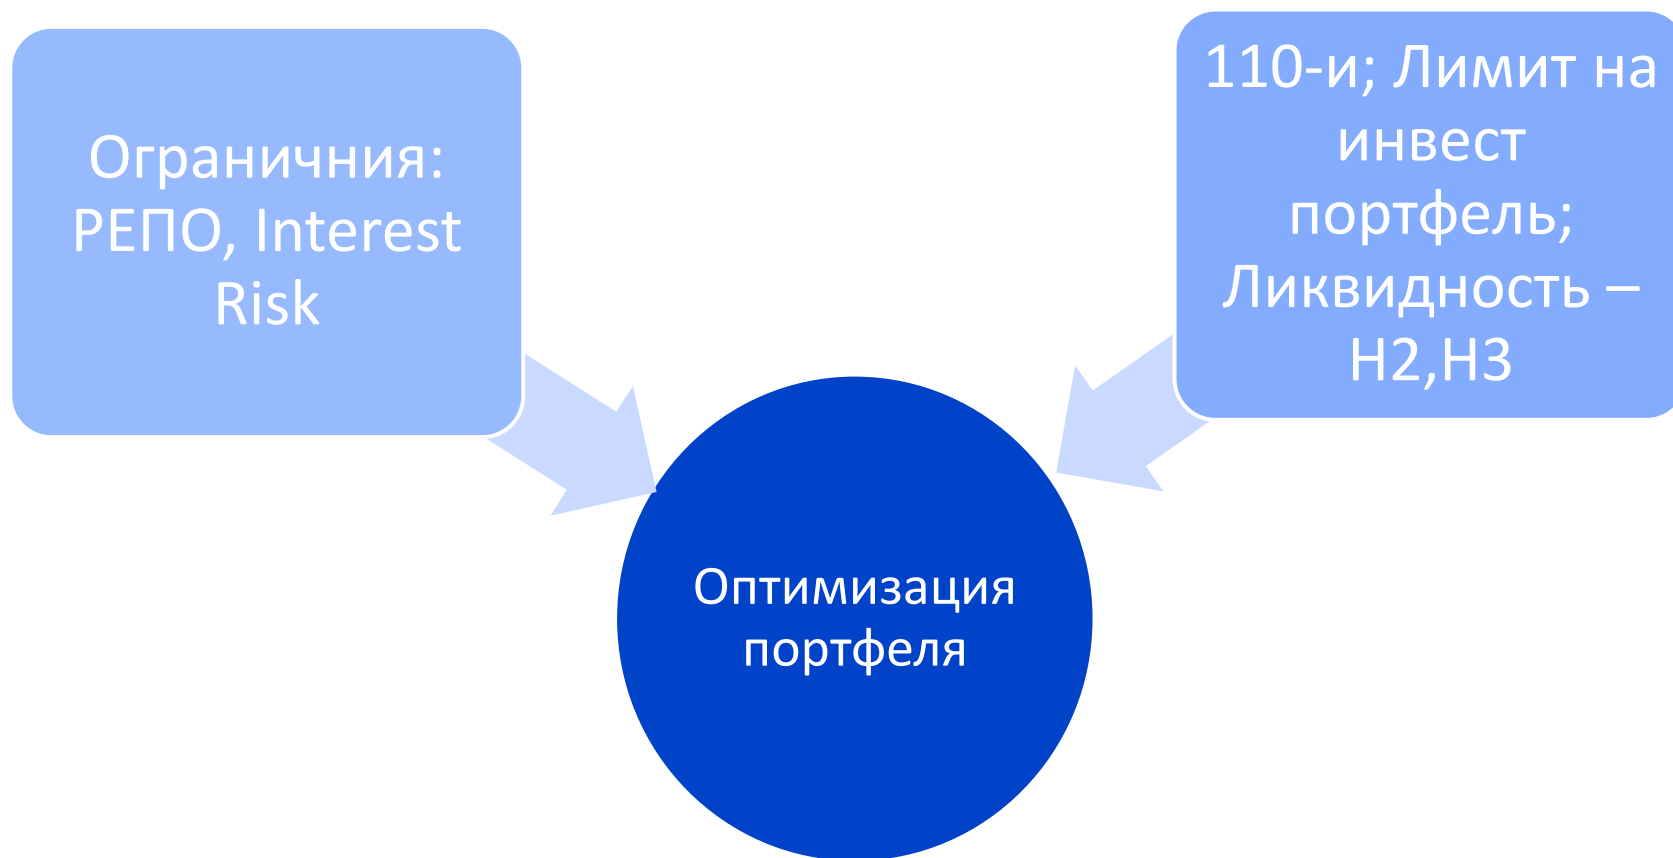 Ограничния:
РЕПО, Interest
Risk
110-и; Лимит на
инвест
портфель;
Ликвидность –
Н2,Н3
Оптимизация
портфеля